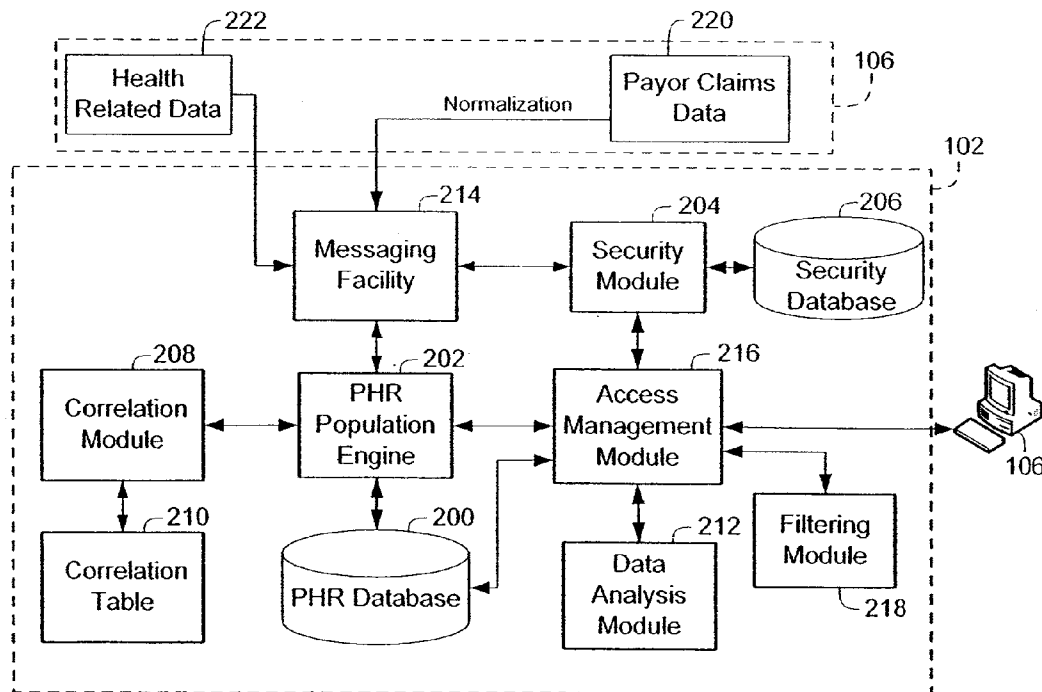 222
220
106
Health
Related Data
Payor Claims
Data
Normalization
102
214
204
206
Messaging
Facility
Security
Module
Security
Database
208
202
216
Correlation
Module
PHR
Population
Engine
Access
Management
Module
106
210
200
212
Correlation
Table
PHR Database
Data
Analysis
Module
Filtering
Module
218